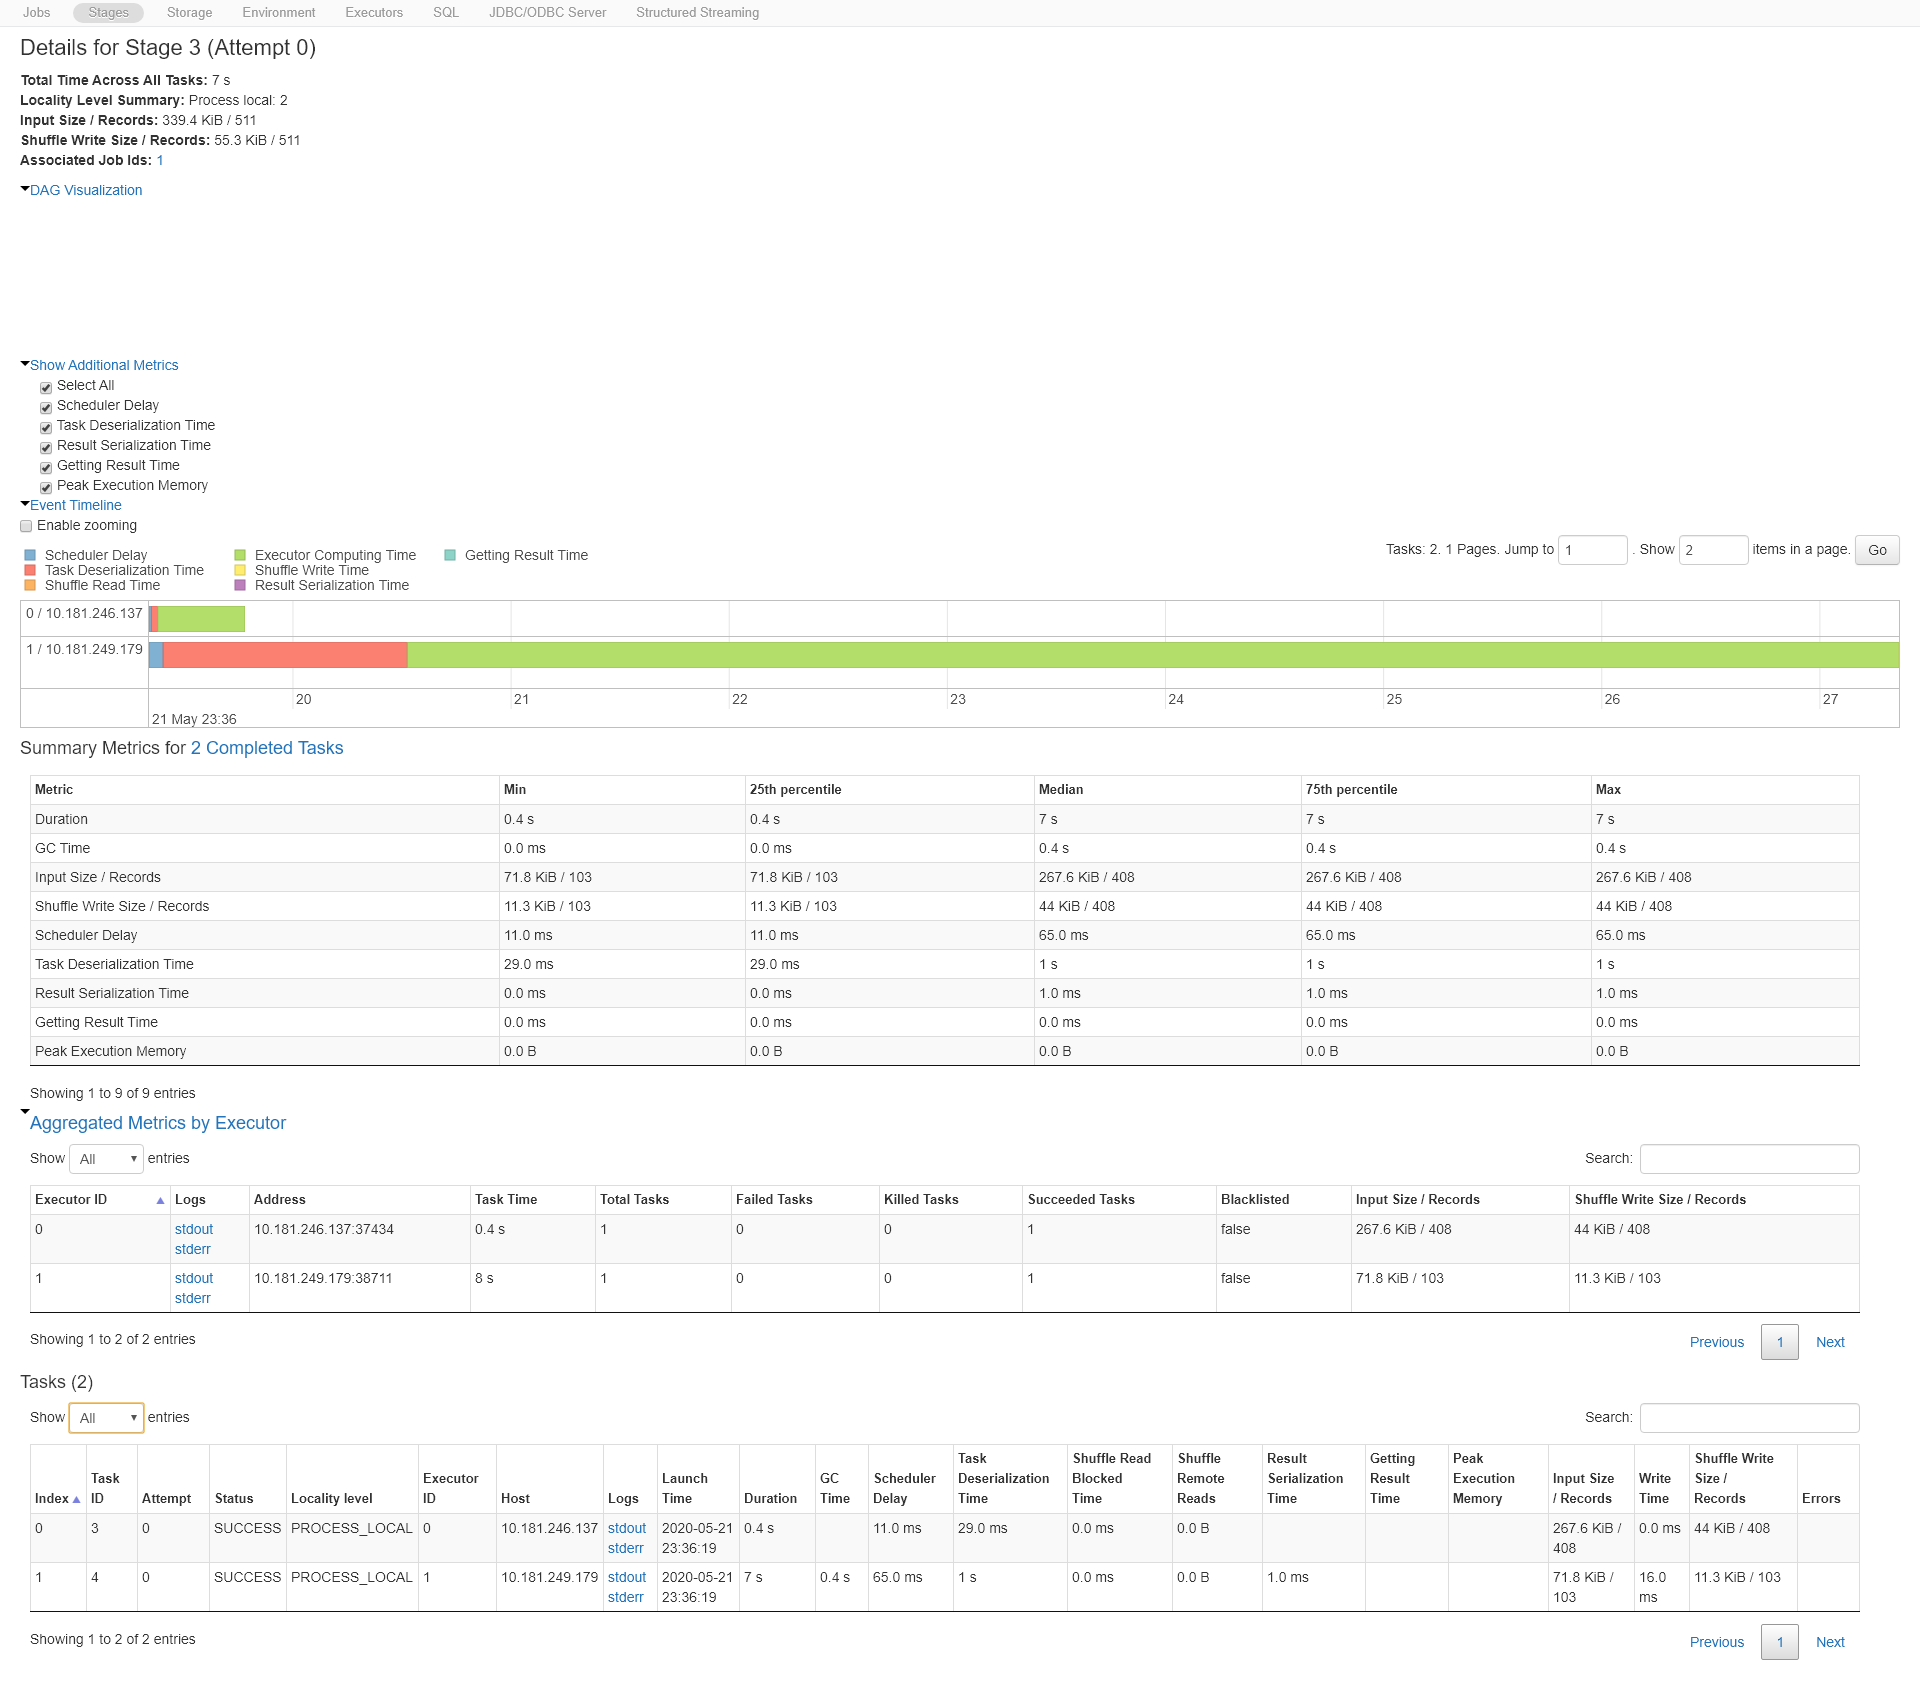 Jobs Stages Storage Environment Executors SQL JDBC/ODBC Server Structured Streaming
Details for Stage 3 (Attempt 0)
Total Time Across All Tasks: 7 s
Locality Level Summary: Process local: 2
Input Size / Records: 339.4 KiB / 511
Shuffle Write Size / Records: 55.3 KiB / 511
Associated Job Ids: 1
DAG Visualization
Show Additional Metrics
Select All
Scheduler Delay
Task Deserialization Time
Result Serialization Time
Getting Result Time
Peak Execution Memory
Event Timeline
Enable zooming
Tasks: 2. 1 Pages. Jump to 1 . Show 2 items in a page. Go
Scheduler Delay Executor Computing Time Getting Result Time
Task Deserialization Time Shuffle Write Time
Shuffle Read Time Result Serialization Time
0 / 10.181.246.137
1 / 10.181.249.179
20 21 22 23 24 25 26 27
21 May 23:36
Summary Metrics for 2 Completed Tasks
Metric Min 25th percentile Median 75th percentile Max
Duration 0.4 s 0.4 s 7 s 7 s 7 s
GC Time 0.0 ms 0.0 ms 0.4 s 0.4 s 0.4 s
Input Size / Records 71.8 KiB / 103 71.8 KiB / 103 267.6 KiB / 408 267.6 KiB / 408 267.6 KiB / 408
Shuffle Write Size / Records 11.3 KiB / 103 11.3 KiB / 103 44 KiB / 408 44 KiB / 408 44 KiB / 408
Scheduler Delay 11.0 ms 11.0 ms 65.0 ms 65.0 ms 65.0 ms
Task Deserialization Time 29.0 ms 29.0 ms 1 s 1 s 1 s
Result Serialization Time 0.0 ms 0.0 ms 1.0 ms 1.0 ms 1.0 ms
Getting Result Time 0.0 ms 0.0 ms 0.0 ms 0.0 ms 0.0 ms
Peak Execution Memory 0.0 B 0.0 B 0.0 B 0.0 B 0.0 B
Showing 1 to 9 of 9 entries
Aggregated Metrics by Executor
Show All entries Search:
Executor ID Logs Address Task Time Total Tasks Failed Tasks Killed Tasks Succeeded Tasks Blacklisted Input Size / Records Shuffle Write Size / Records
0 stdout 10.181.246.137:37434 0.4 s 1 0 0 1 false 267.6 KiB / 408 44 KiB / 408
stderr
1 stdout 10.181.249.179:38711 8 s 1 0 0 1 false 71.8 KiB / 103 11.3 KiB / 103
stderr
Showing 1 to 2 of 2 entries
Previous 1 Next
Tasks (2)
Show All entries Search:
Task Shuffle Read Shuffle Result Getting Peak Shuffle Write
Task Executor Launch GC Scheduler Deserialization Blocked Remote Serialization Result Execution Input Size Write Size /
Index ID Attempt Status Locality level ID Host Logs Time Duration Time Delay Time Time Reads Time Time Memory / Records Time Records Errors
0 3 0 SUCCESS PROCESS_LOCAL 0 10.181.246.137 stdout 2020-05-21 0.4 s 11.0 ms 29.0 ms 0.0 ms 0.0 B 267.6 KiB / 0.0 ms 44 KiB / 408
stderr 23:36:19 408
1 4 0 SUCCESS PROCESS_LOCAL 1 10.181.249.179 stdout 2020-05-21 7 s 0.4 s 65.0 ms 1 s 0.0 ms 0.0 B 1.0 ms 71.8 KiB / 16.0 11.3 KiB / 103
stderr 23:36:19 103 ms
Showing 1 to 2 of 2 entries
Previous 1 Next